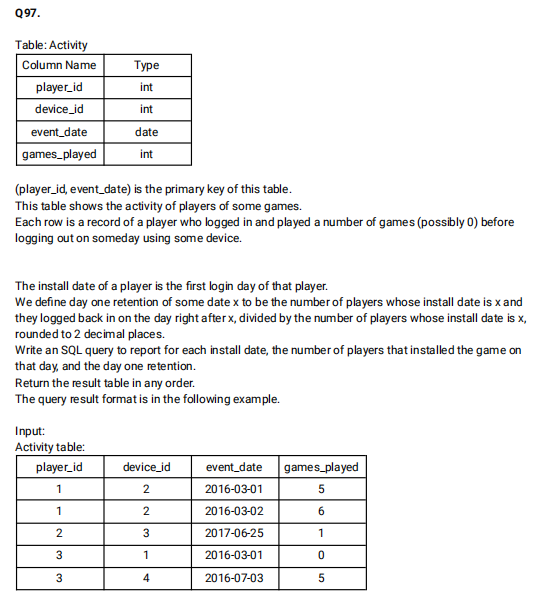 Q97.
Table: Activity
Column Name Type
player_id int
device_id int
event_date date
games_played int
(player_id, event_date) is the primary key of this table.
This table shows the activity of players of some games.
Each row is a record of a player who logged in and played a number of games (possibly 0) before
logging out on someday using some device.
The install date of a player is the first login day of that player.
We define day one retention of some date x to be the number of players whose install date is x and
they logged back in on the day right after x, divided by the number of players whose install date is x,
rounded to 2 decimal places.
Write an SQL query to report for each install date, the number of players that installed the game on
that day, and the day one retention.
Return the result table in any order.
The query result format is in the following example.
Input:
Activity table:
player_id device_id event_date games_played
1 2 2016-03-01 5
1 2 2016-03-02 6
2 3 2017-06-25 1
3 1 2016-03-01 0
3 4 2016-07-03 5